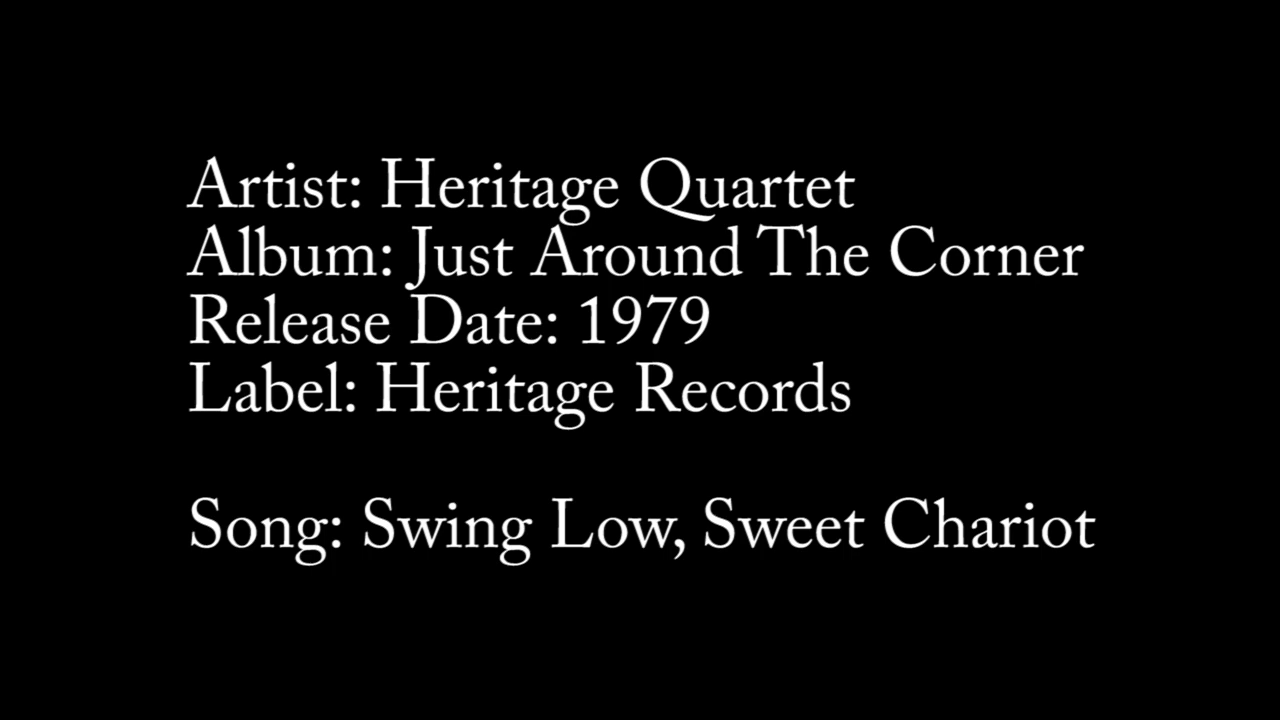 Artist: Heritage Quartet
Album: Just Around The Corner
Release Date: 1979
Label: Heritage Records
Song: Swing Low, Sweet Chariot